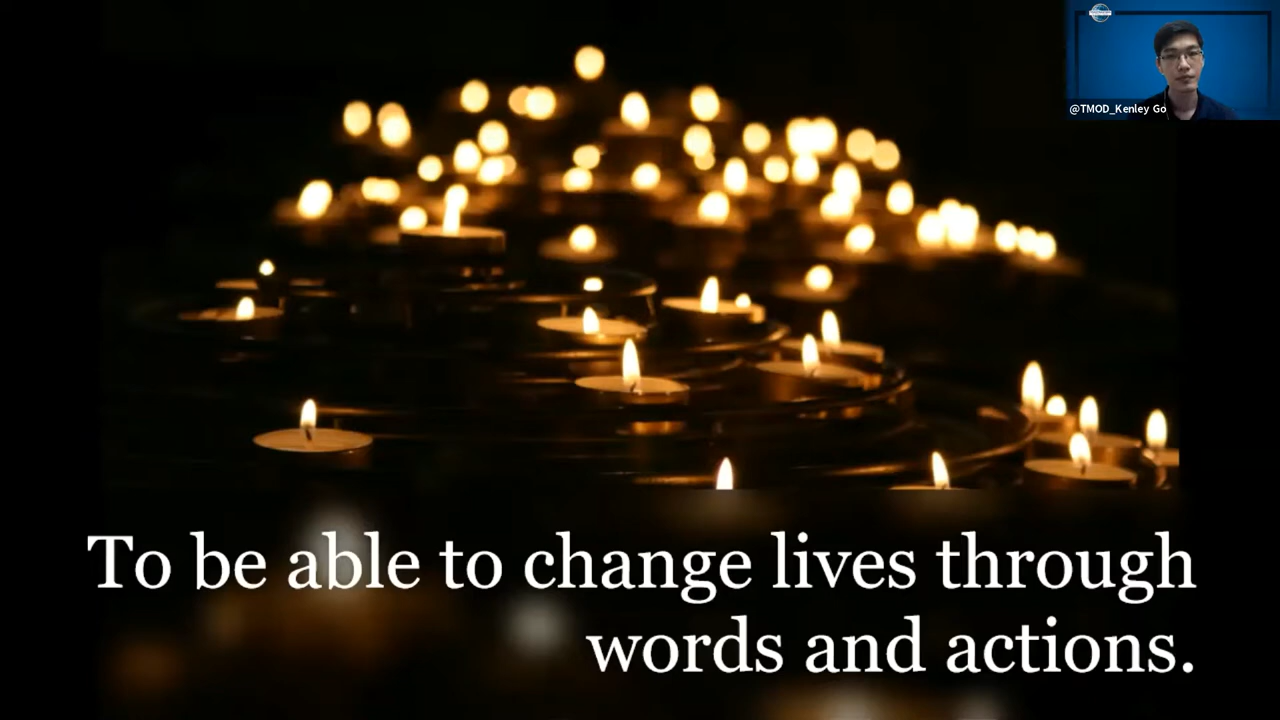 @TMOD_Kenley Go
To be able to change lives through
words and actions.